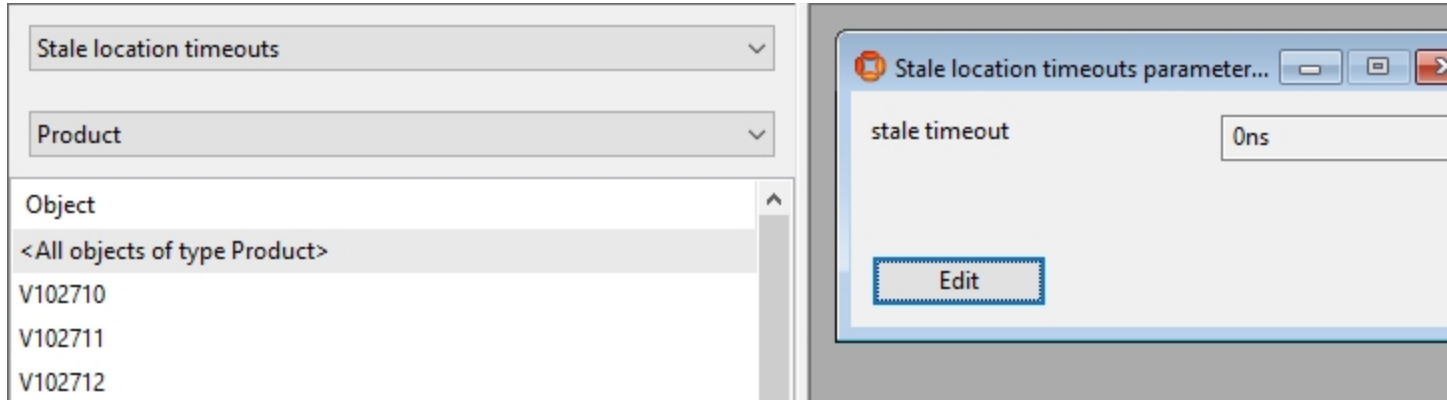 Stale location timeouts
Product
Object
<All objects of type Product>
V102710
V102711
V102712
Stale location timeouts parameter...
stale timeout
0ns
Edit